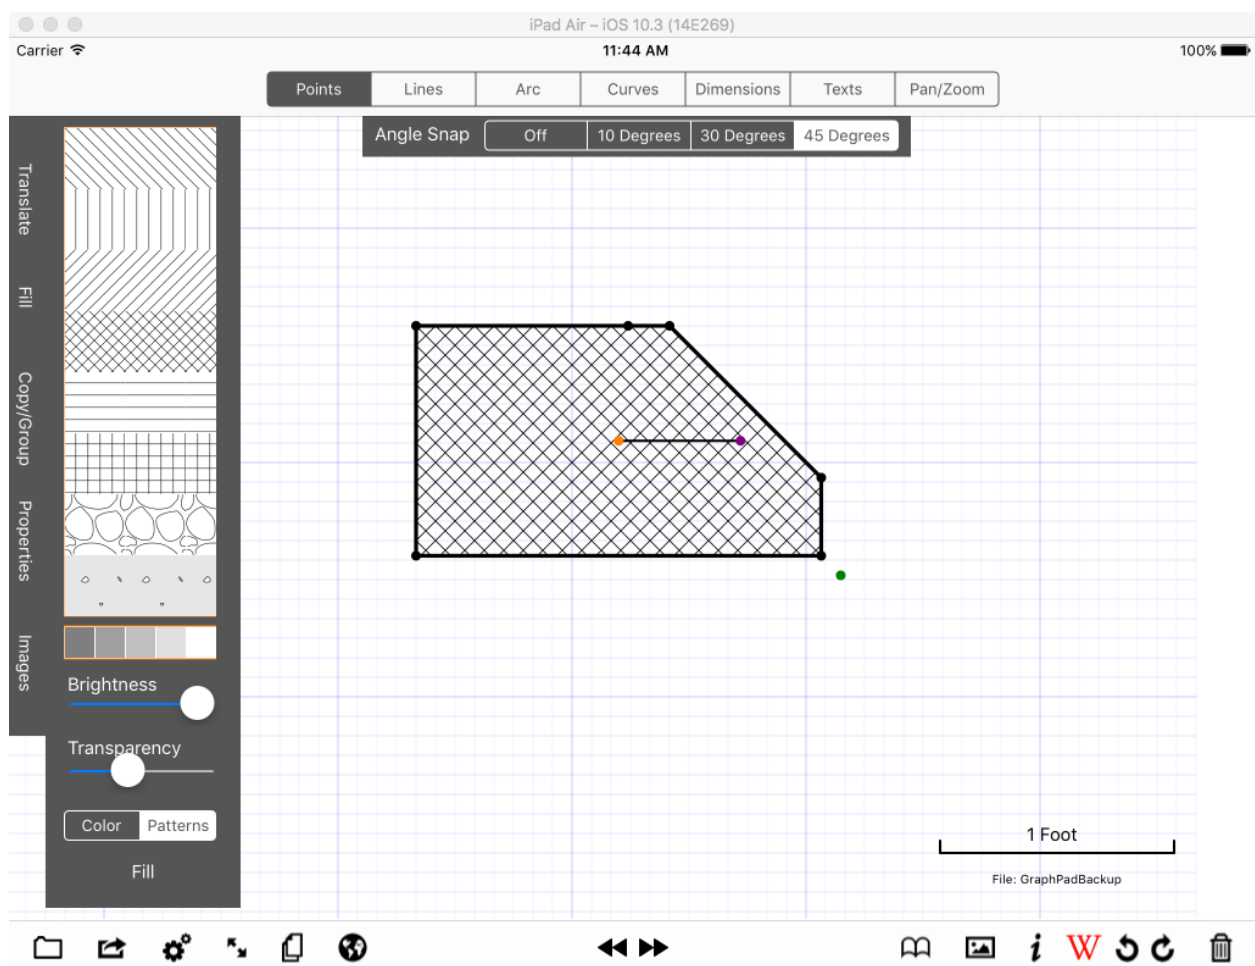 iPad Air – iOS 10.3 (14E269)
Carrier 11:44 AM 100%
Points Lines Arc Curves Dimensions Texts Pan/Zoom
Angle Snap Off 10 Degrees 30 Degrees 45 Degrees
Translate
Fill
Copy/Group
Properties
Images
Brightness
Transparency
Color Patterns
Fill
1 Foot
File: GraphPadBackup
i W